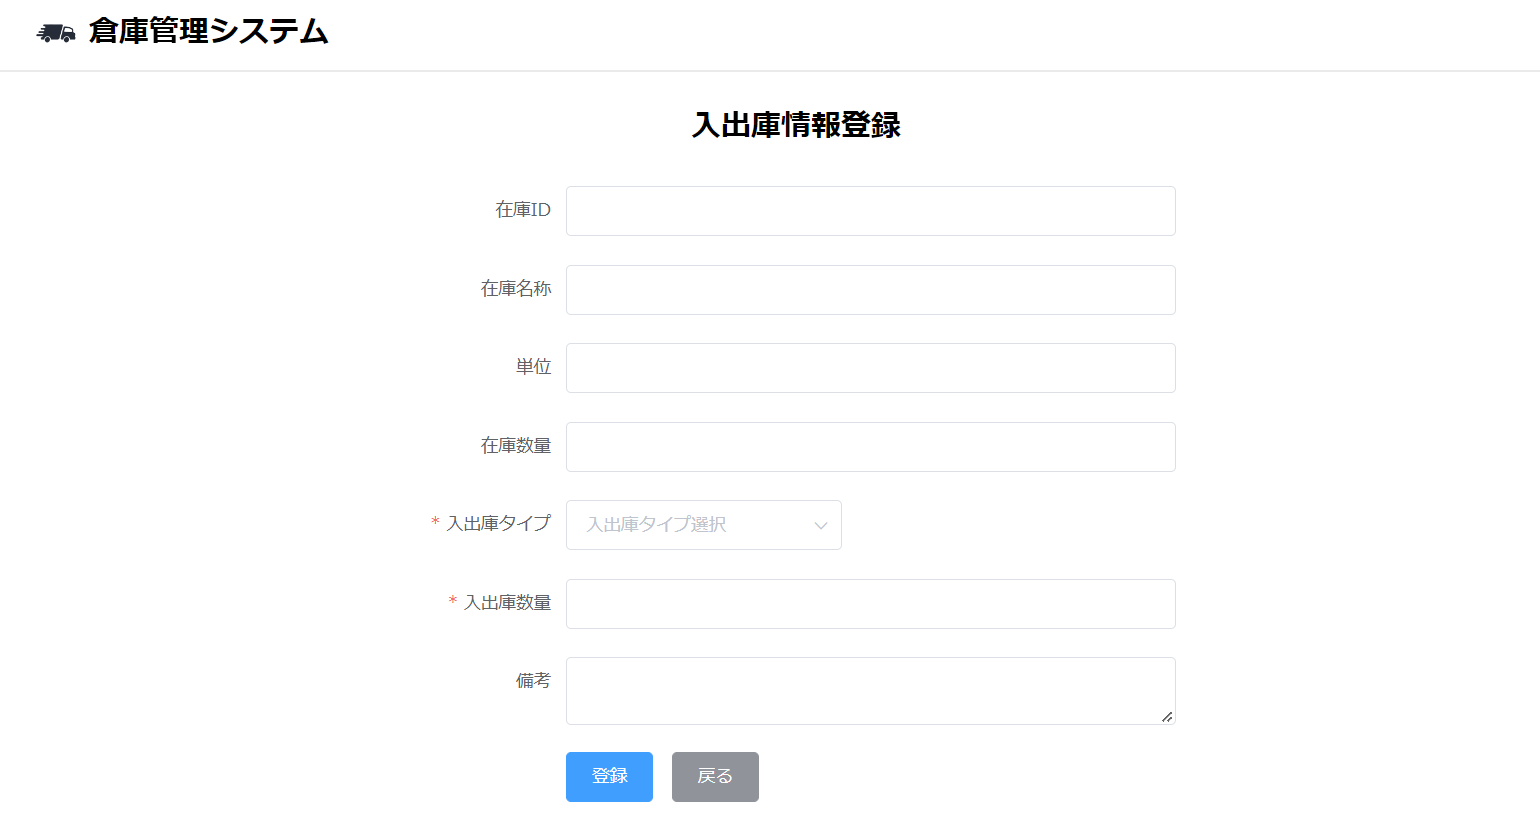 倉庫管理システム
入出庫情報登録
在庫ID
在庫名称
単位
在庫数量
* 入出庫タイプ 入出庫タイプ選択
* 入出庫数量
備考
登録 戻る